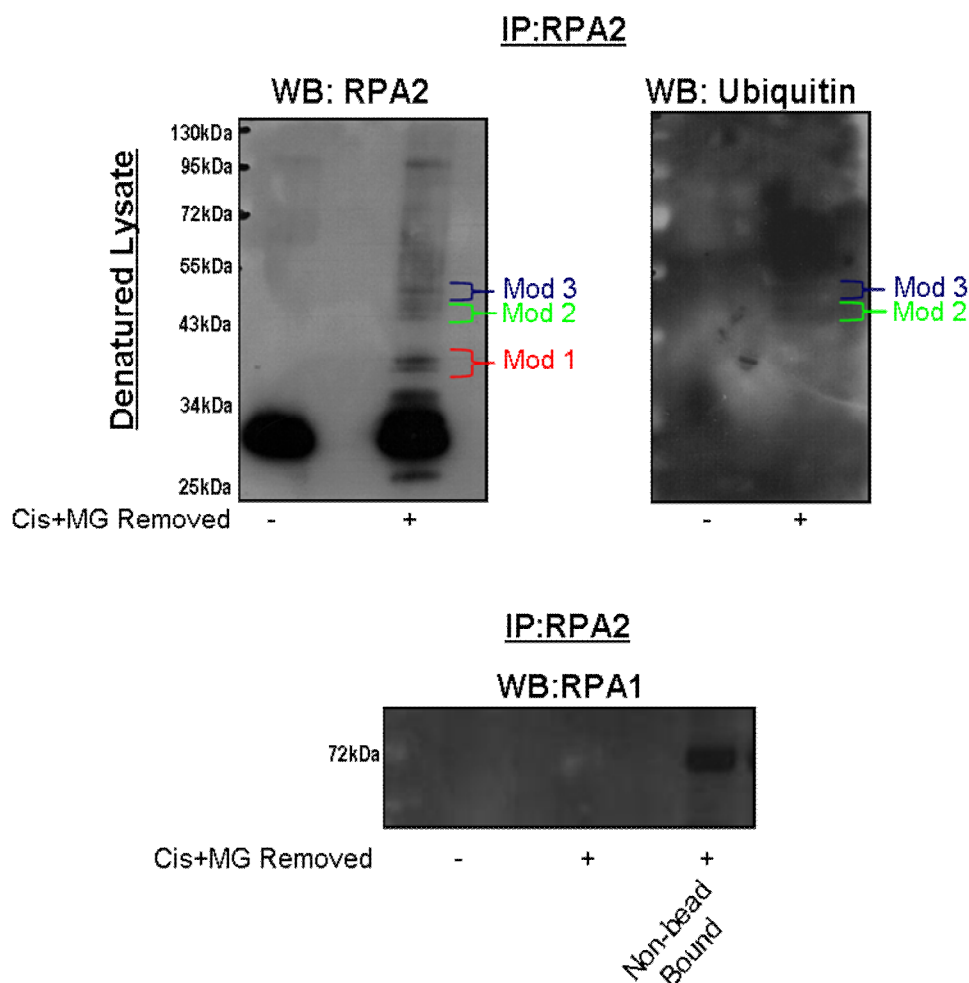 IP:RPA2
WB: RPA2
WB: Ubiquitin
Denatured Lysate
130kDa
95kDa
72kDa
55kDa
43kDa
34kDa
25kDa
Mod 3
Mod 2
Mod 1
Mod 3
Mod 2
Cis+MG Removed - +
- +
IP:RPA2
WB:RPA1
72kDa
Cis+MG Removed - + +
Non-bead
Bound